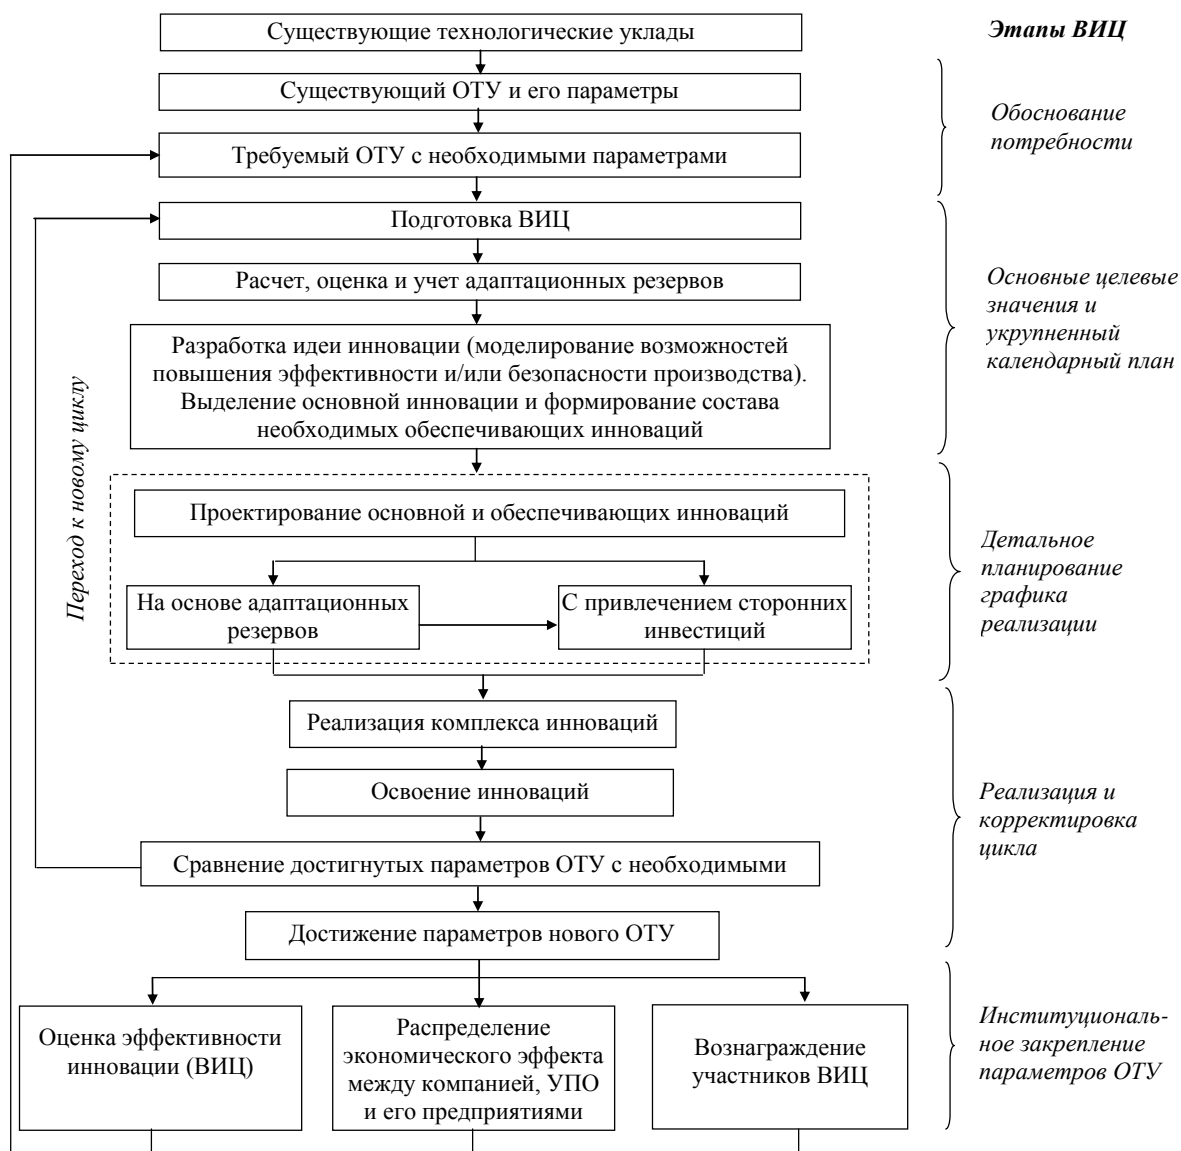 Существующие технологические уклады
Этапы ВИЦ
Существующий ОТУ и его параметры
Обоснование
потребности
Требуемый ОТУ с необходимыми параметрами
Подготовка ВИЦ
Расчет, оценка и учет адаптационных резервов
Основные целевые
значения и
укрупненный
календарный план
Разработка идеи инновации (моделирование возможностей
повышения эффективности и/или безопасности производства).
Выделение основной инновации и формирование состава
необходимых обеспечивающих инноваций
Переход к новому циклу
Проектирование основной и обеспечивающих инноваций
Детальное
планирование
графика
реализации
На основе адаптационных
резервов
С привлечением сторонних
инвестиций
Реализация комплекса инноваций
Освоение инноваций
Реализация и
корректировка
цикла
Сравнение достигнутых параметров ОТУ с необходимыми
Достижение параметров нового ОТУ
Оценка эффективности
инновации (ВИЦ)
Распределение
экономического эффекта
между компанией, УПО
и его предприятиями
Вознаграждение
участников ВИЦ
Институциональ-
ное закрепление
параметров ОТУ